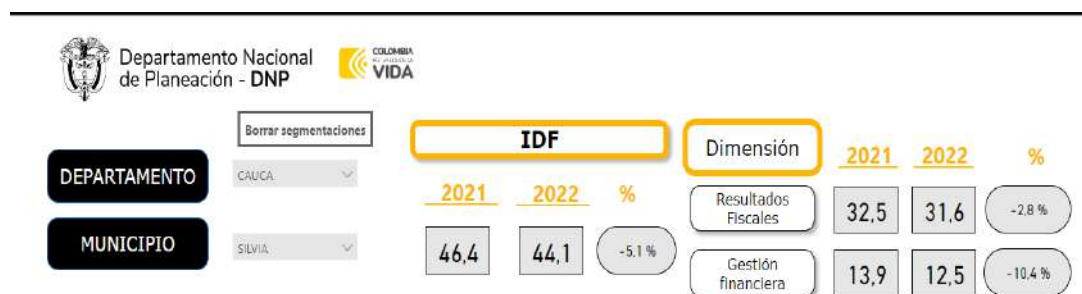 Departamento Nacional
de Planeación - DNP
COLOMBIA
VIDA
Borrar segmentaciones
DEPARTAMENTO
CAUCA
MUNICIPIO
SILVIA
IDF
2021 2022 %
46,4 44,1 -5,1 %
Dimensión 2021 2022 %
Resultados
Fiscales
32,5 31,6 -2,8 %
Gestión
financiera
13,9 12,5 -10,4 %